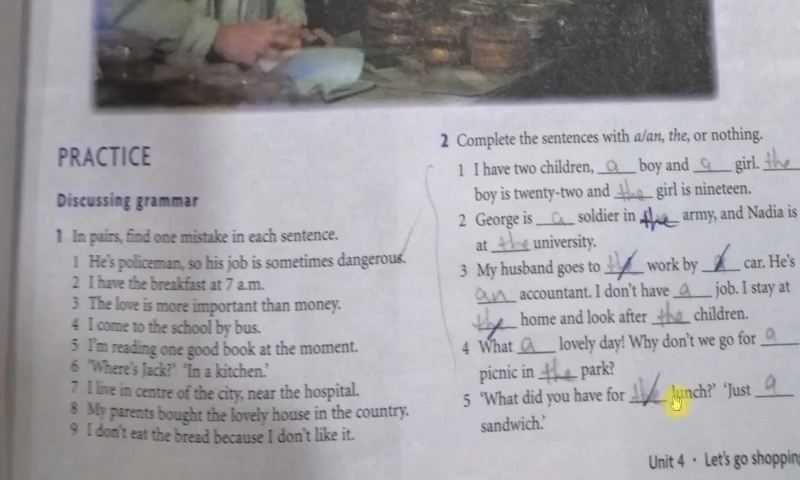 PRACTICE
Discussing grammar
1 In pairs, find one mistake in each sentence.
1 He's policeman, so his job is sometimes dangerous.
2 I have the breakfast at 7 a.m.
3 The love is more important than money.
4 I come to the school by bus.
5 I'm reading one good book at the moment.
6 'Where's Jack?' 'In a kitchen.'
7 I live in centre of the city, near the hospital.
8 My parents bought the lovely house in the country.
9 I don't eat the bread because I don't like it.
2 Complete the sentences with a/an, the, or nothing.
1 I have two children, a boy and a girl. the
boy is twenty-two and the girl is nineteen.
2 George is a soldier in the army, and Nadia is
at the university.
3 My husband goes to the work by a car. He's
an accountant. I don't have a job. I stay at
the home and look after the children.
4 What a lovely day! Why don't we go for a
picnic in the park?
5 'What did you have for the lunch?' 'Just a
sandwich.'
Unit 4 · Let's go shopping